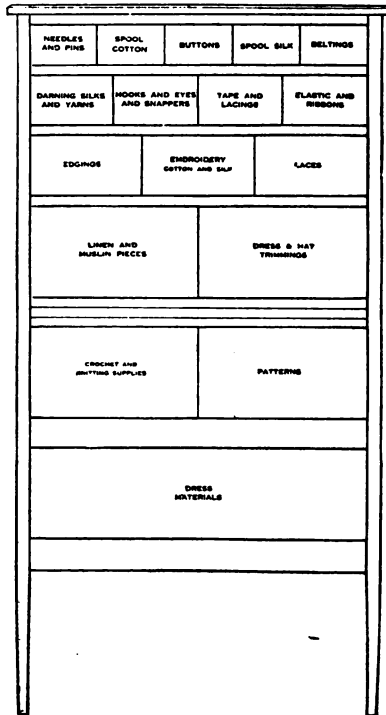 NEEDLES
AND PINS
SPOOL
COTTON
BUTTONS
SPOOL SILK
BELTINGS
DARNING SILKS
AND YARNS
HOOKS AND EYES
AND SNAPPERS
TAPE AND
LACINGS
ELASTIC AND
RIBBONS
EDGINGS
EMBROIDERY
COTTON AND SILK
LACES
LINEN AND
MUSLIN PIECES
DRESS & HAT
TRIMMINGS
CROCHET AND
KNITTING SUPPLIES
PATTERNS
DRESS
MATERIALS